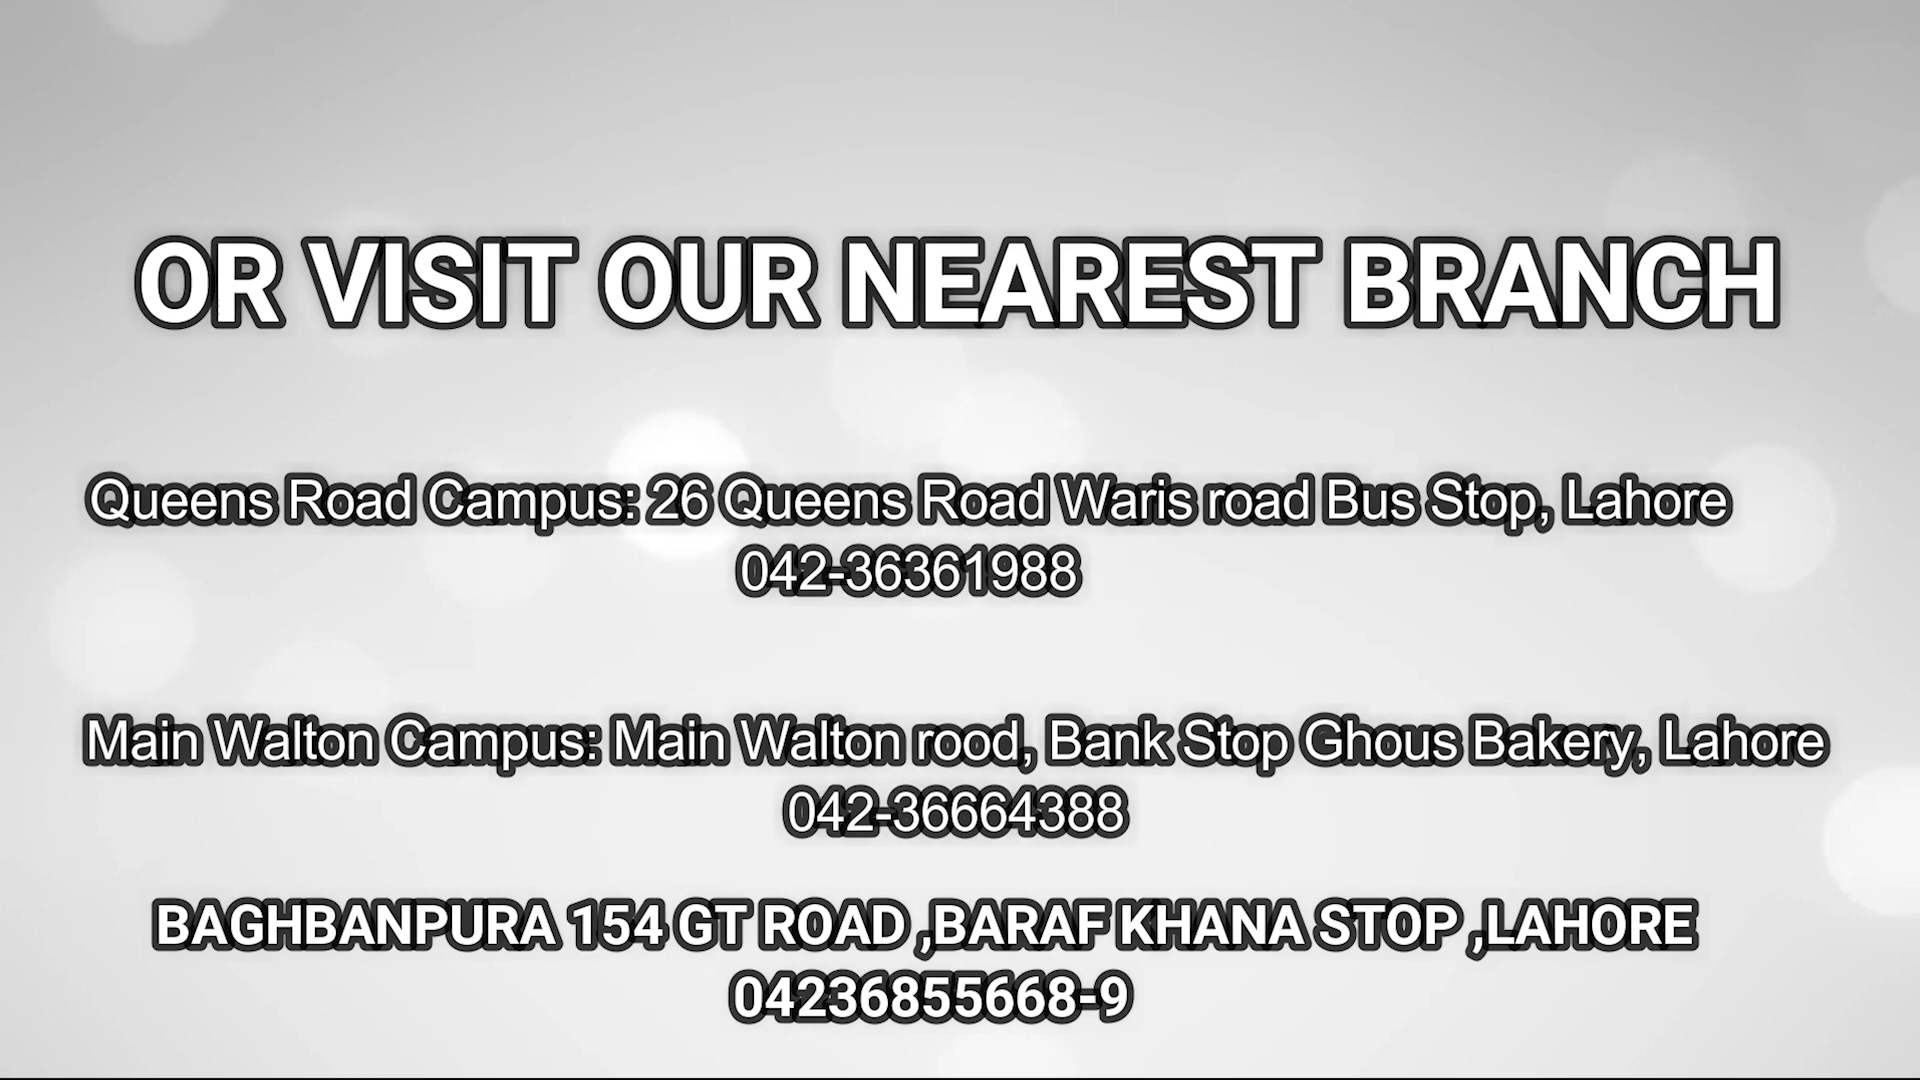 OR VISIT OUR NEAREST BRANCH
Queens Road Campus: 26 Queens Road Waris road Bus Stop, Lahore
042-36361988
Main Walton Campus: Main Walton rood, Bank Stop Ghous Bakery, Lahore
042-36664388
BAGHBANPURA 154 GT ROAD ,BARAF KHANA STOP ,LAHORE
04236855668-9